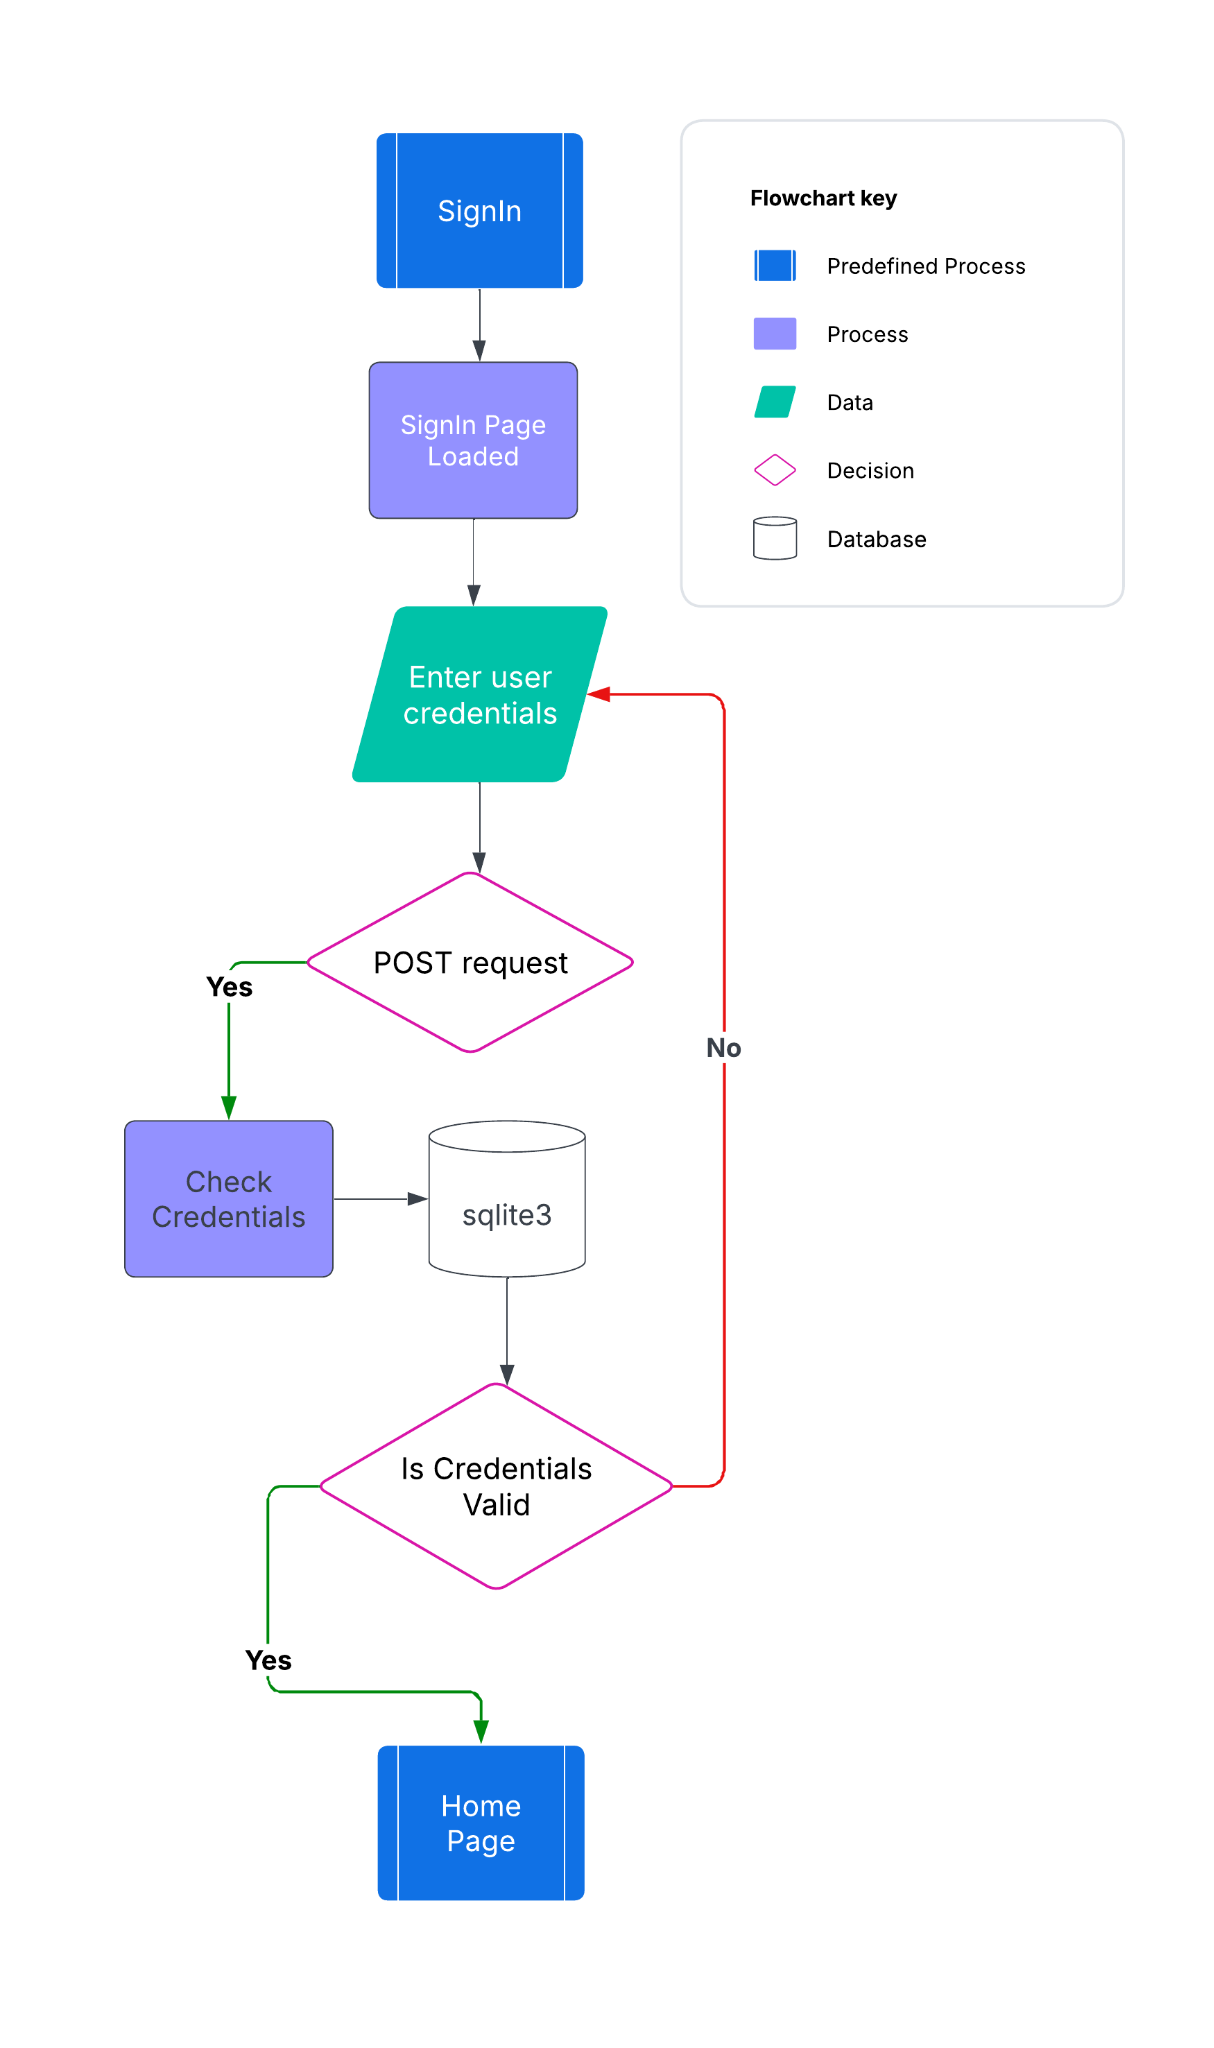 SignIn
Flowchart key
Predefined Process
Process
Data
Decision
Database
SignIn Page
Loaded
Enter user
credentials
POST request
Yes
No
Check
Credentials
sqlite3
Is Credentials
Valid
Yes
Home
Page